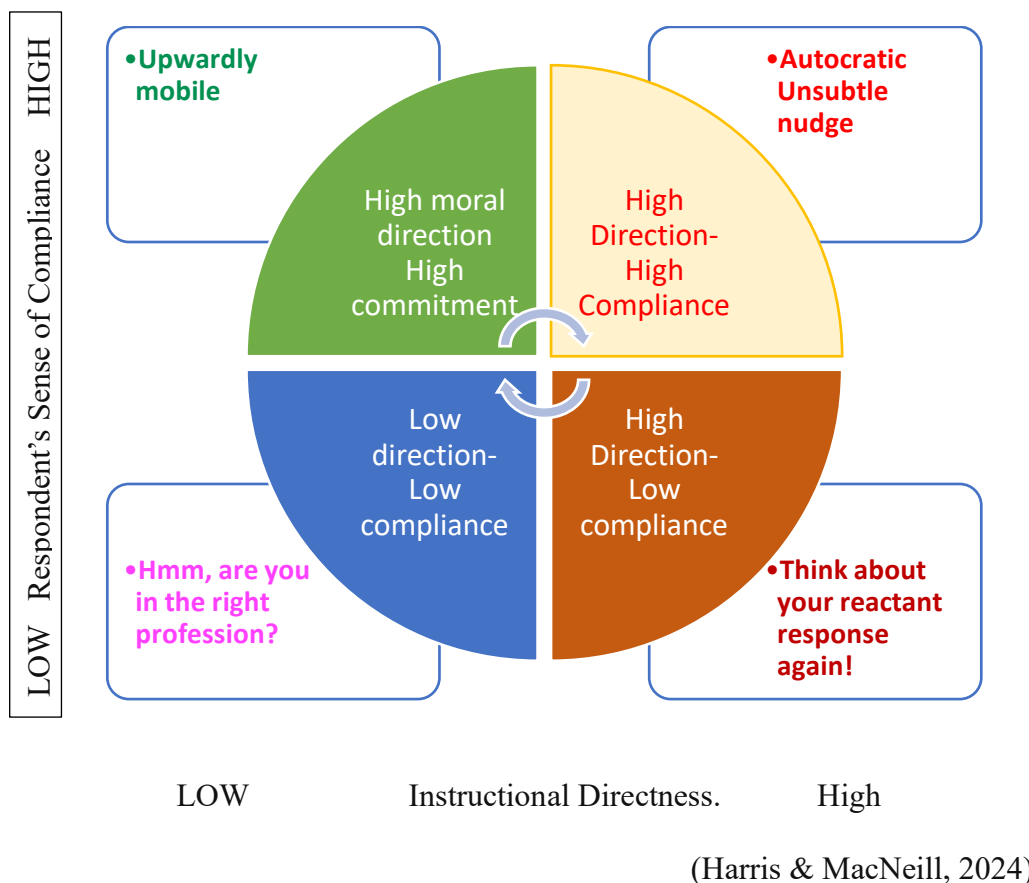 LOW Respondent's Sense of Compliance HIGH
•Upwardly
mobile
•Autocratic
Unsubtle
nudge
High moral
direction
High
commitment
High
Direction-
High
Compliance
Low
direction-
Low
compliance
High
Direction-
Low
compliance
•Hmm, are you
in the right
profession?
•Think about
your reactant
response
again!
LOW Instructional Directness. High
(Harris & MacNeill, 2024)